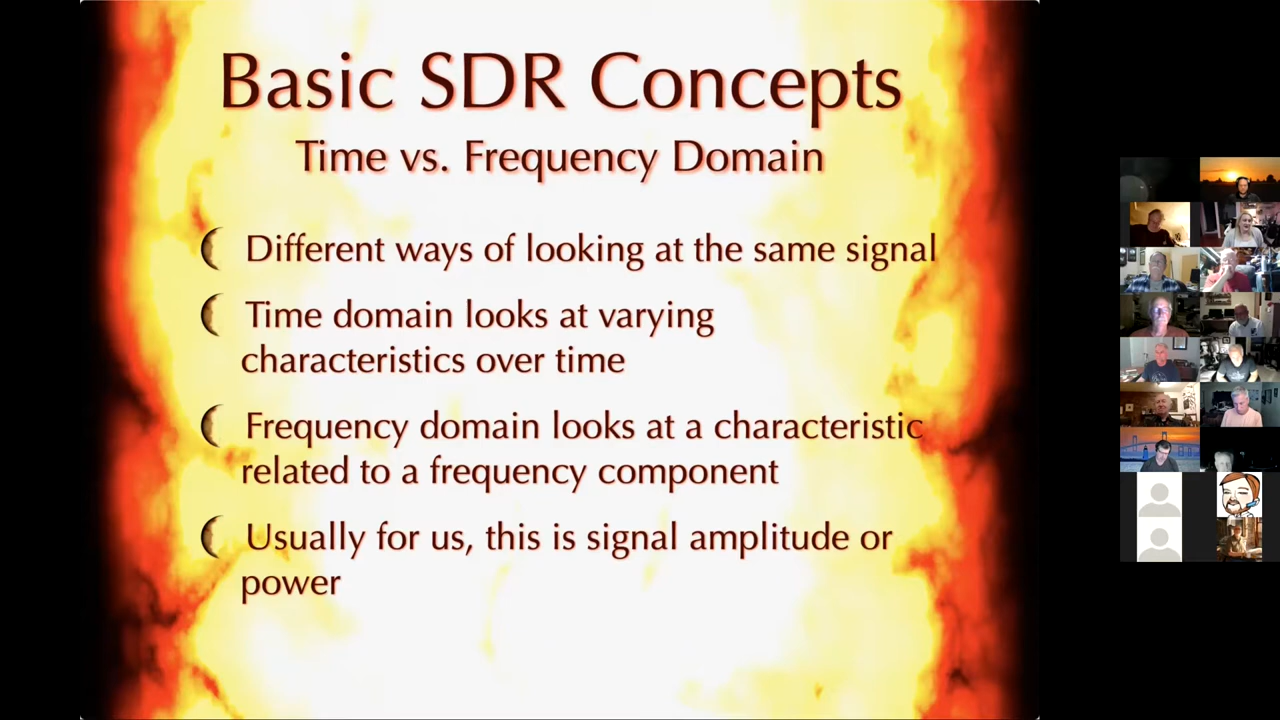 Basic SDR Concepts
Time vs. Frequency Domain
Different ways of looking at the same signal
Time domain looks at varying
characteristics over time
Frequency domain looks at a characteristic
related to a frequency component
Usually for us, this is signal amplitude or
power